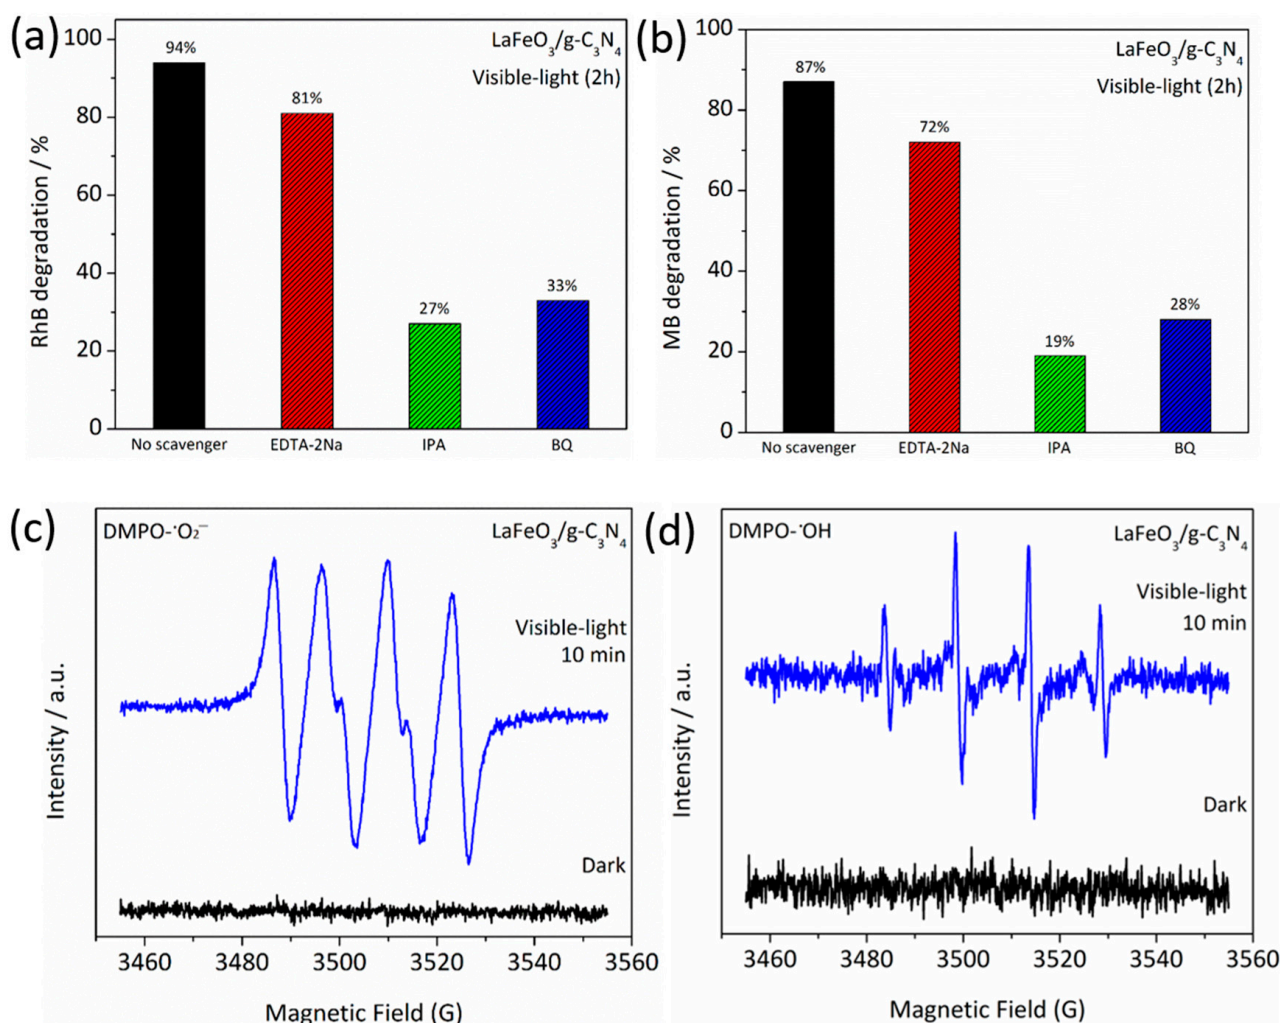 (a)
LaFeO₃/g-C₃N₄
Visible-light (2h)
RhB degradation / %
100
80
60
40
20
0
94%
81%
27%
33%
No scavenger
EDTA-2Na
IPA
BQ
(b)
LaFeO₃/g-C₃N₄
Visible-light (2h)
MB degradation / %
100
80
60
40
20
0
87%
72%
19%
28%
No scavenger
EDTA-2Na
IPA
BQ
(c)
DMPO-·O₂⁻
LaFeO₃/g-C₃N₄
Visible-light
10 min
Dark
Intensity / a.u.
3460 3480 3500 3520 3540 3560
Magnetic Field (G)
(d)
DMPO-·OH
LaFeO₃/g-C₃N₄
Visible-light
10 min
Dark
Intensity / a.u.
3460 3480 3500 3520 3540 3560
Magnetic Field (G)